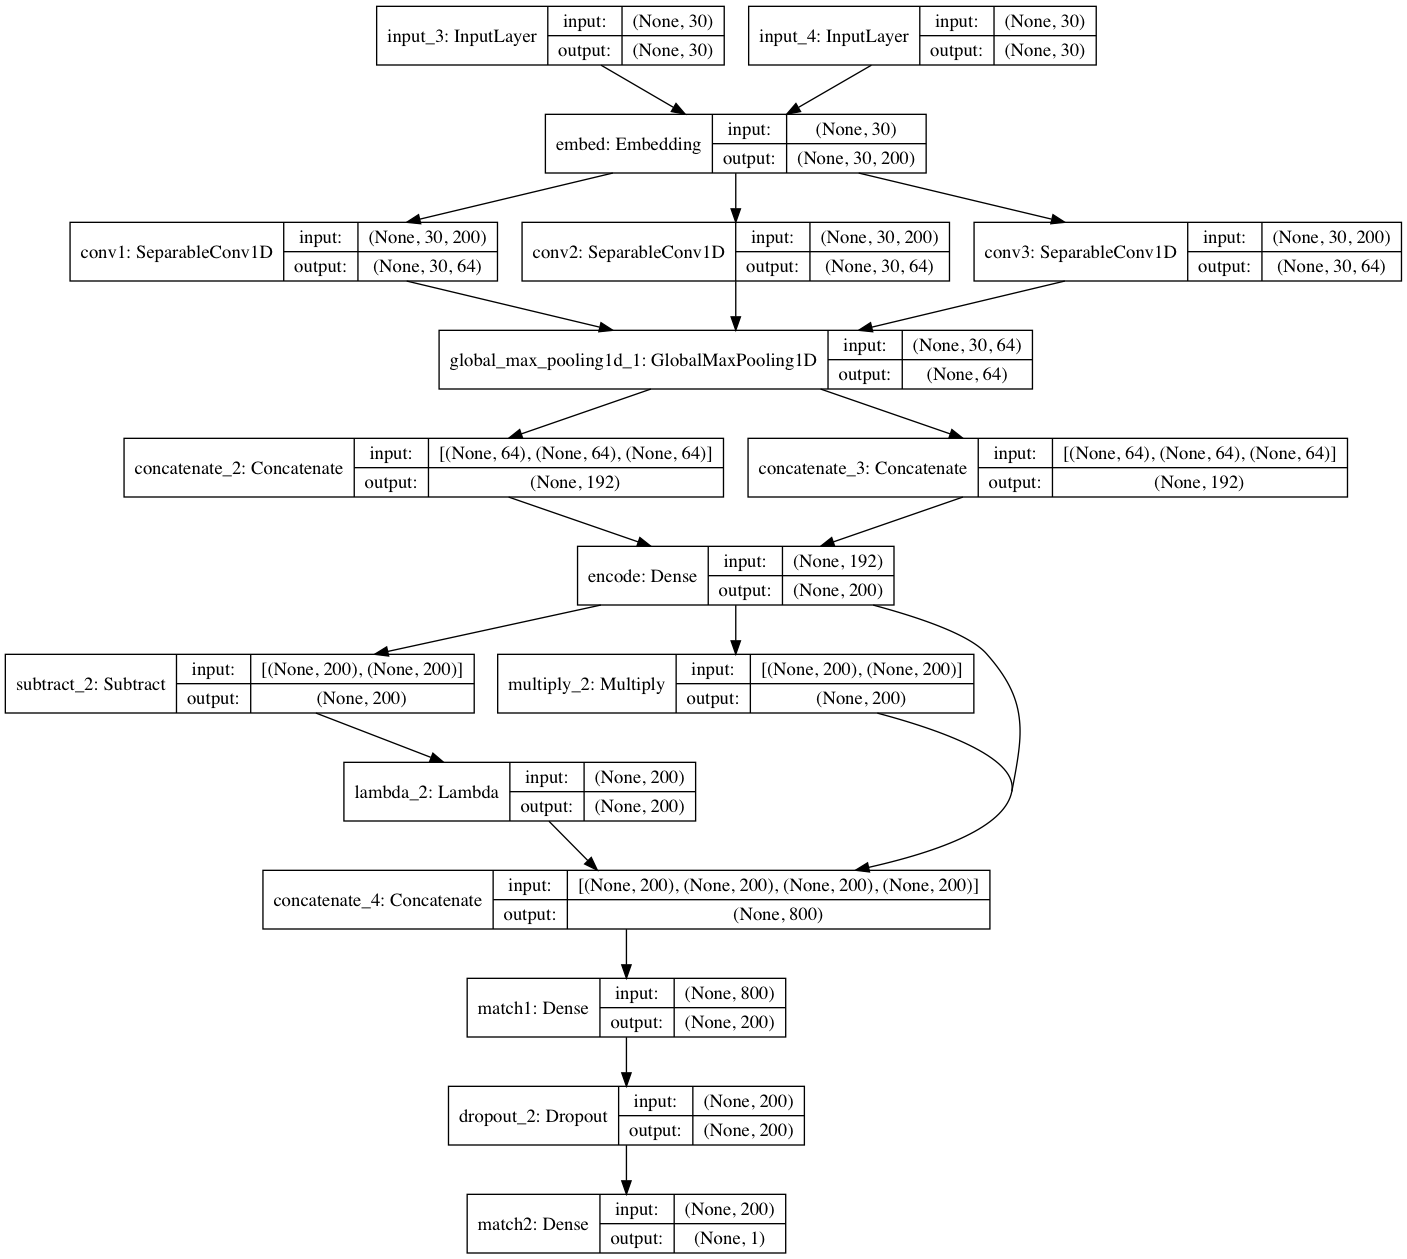 input_3: InputLayer
input: (None, 30)
output: (None, 30)
input_4: InputLayer
input: (None, 30)
output: (None, 30)
embed: Embedding
input: (None, 30)
output: (None, 30, 200)
conv1: SeparableConv1D
input: (None, 30, 200)
output: (None, 30, 64)
conv2: SeparableConv1D
input: (None, 30, 200)
output: (None, 30, 64)
conv3: SeparableConv1D
input: (None, 30, 200)
output: (None, 30, 64)
global_max_pooling1d_1: GlobalMaxPooling1D
input: (None, 30, 64)
output: (None, 64)
concatenate_2: Concatenate
input: [(None, 64), (None, 64), (None, 64)]
output: (None, 192)
concatenate_3: Concatenate
input: [(None, 64), (None, 64), (None, 64)]
output: (None, 192)
encode: Dense
input: (None, 192)
output: (None, 200)
subtract_2: Subtract
input: [(None, 200), (None, 200)]
output: (None, 200)
multiply_2: Multiply
input: [(None, 200), (None, 200)]
output: (None, 200)
lambda_2: Lambda
input: (None, 200)
output: (None, 200)
concatenate_4: Concatenate
input: [(None, 200), (None, 200), (None, 200), (None, 200)]
output: (None, 800)
match1: Dense
input: (None, 800)
output: (None, 200)
dropout_2: Dropout
input: (None, 200)
output: (None, 200)
match2: Dense
input: (None, 200)
output: (None, 1)